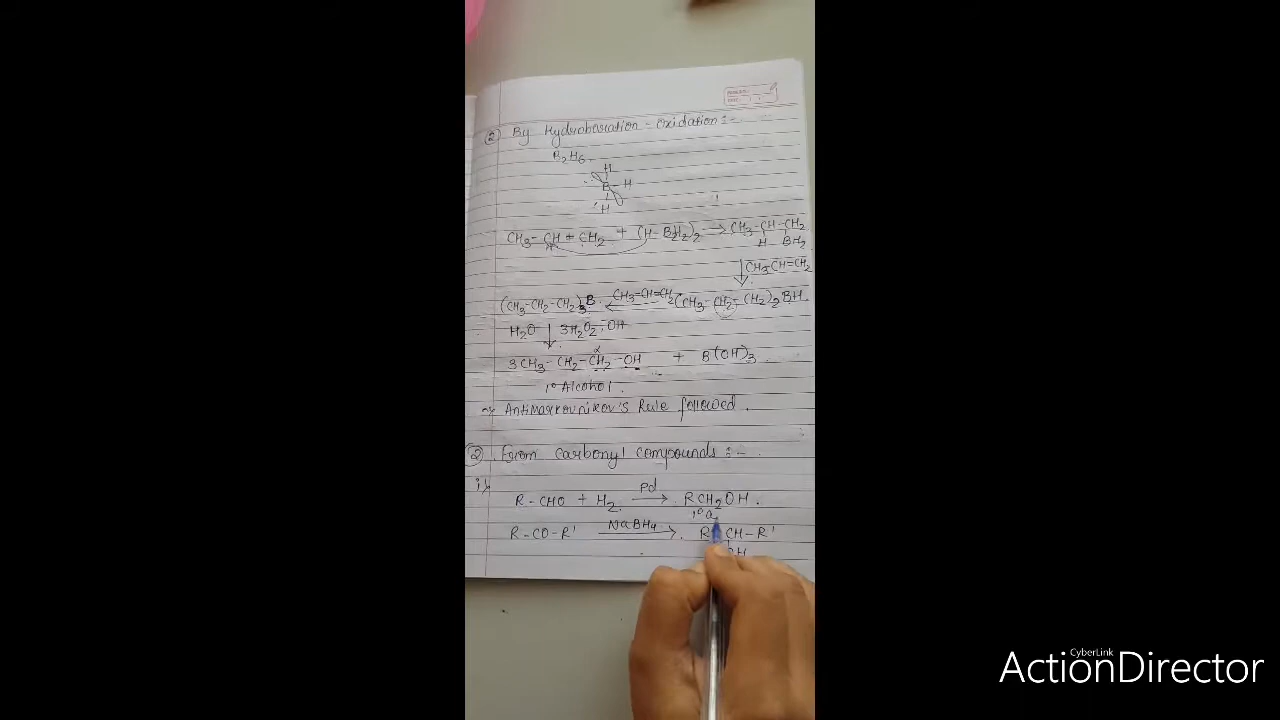 ② By Hydroboration - oxidation :-
B₂H₆
H
B - H
H
CH₃ - CH = CH₂ + (H - BH₂)₂ → CH₃ - CH - CH₂
H BH₂
↓ CH₃-CH=CH₂
(CH₃-CH₂-CH₂)₃B ← CH₃-CH=CH₂ (CH₃-CH₂-CH₂)₂BH
H₂O ↓ 3H₂O₂, ⁻OH
3CH₃ - CH₂ - CH₂ - OH + B(OH)₃
1° Alcohol.
Antimarkovnikov's Rule followed.
② From carbonyl compounds :-
i)
Pd
R - CHO + H₂ → RCH₂OH.
1° a
NaBH₄
R - CO - R' → R CH - R'
OH
CyberLink
ActionDirector